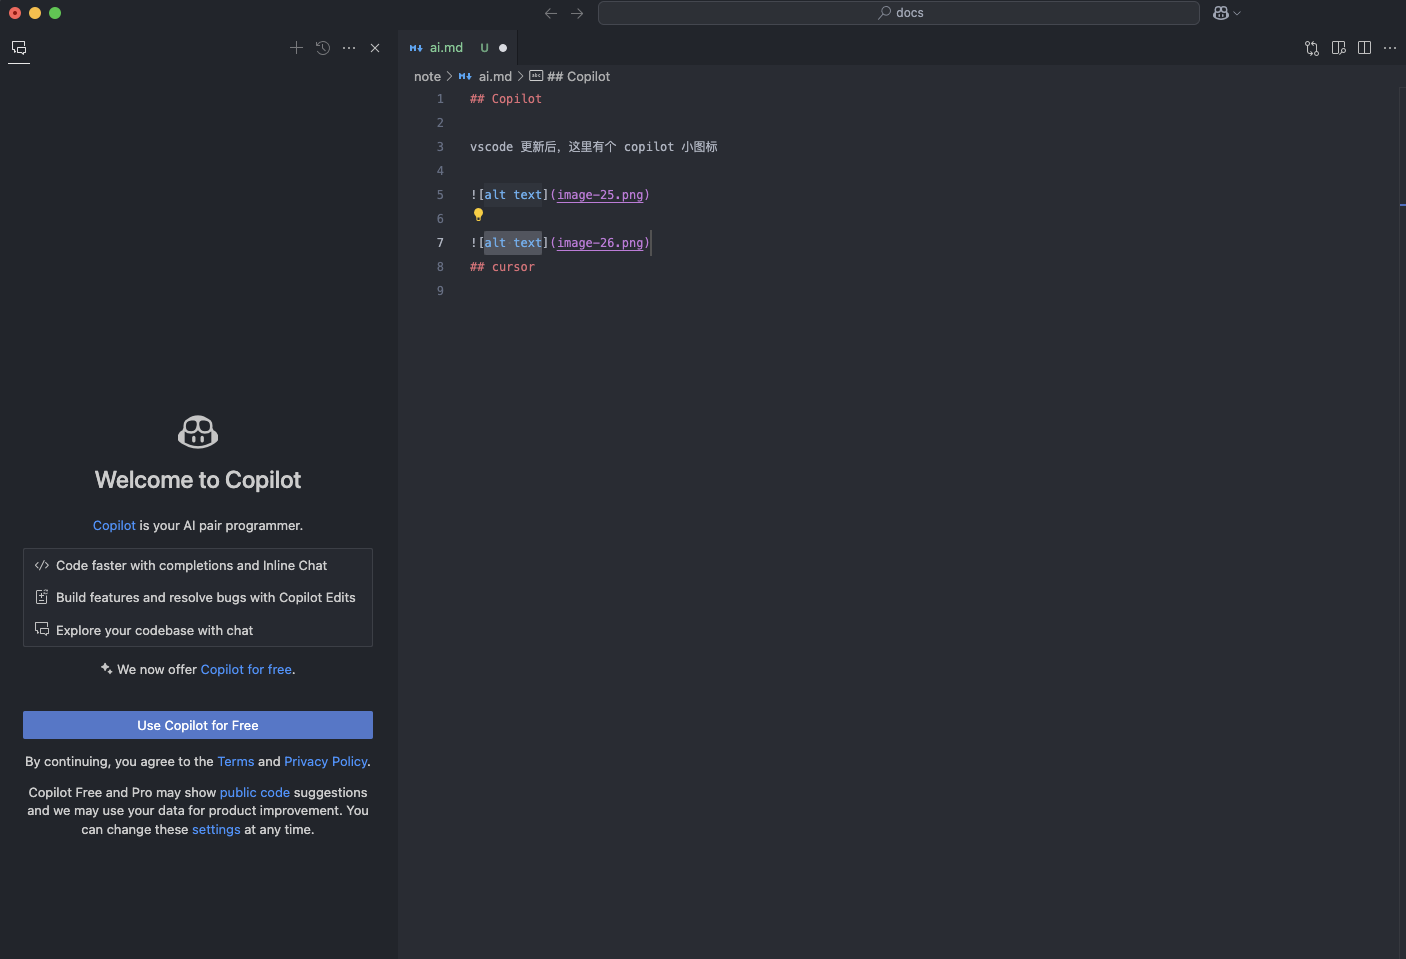 docs
ai.md U
note > ai.md > ## Copilot
1 ## Copilot
2
3 vscode 更新后，这里有个 copilot 小图标
4
5 ![alt text](image-25.png)
6
7 ![alt text](image-26.png)
8 ## cursor
9
Welcome to Copilot
Copilot is your AI pair programmer.
Code faster with completions and Inline Chat
Build features and resolve bugs with Copilot Edits
Explore your codebase with chat
We now offer Copilot for free.
Use Copilot for Free
By continuing, you agree to the Terms and Privacy Policy.
Copilot Free and Pro may show public code suggestions
and we may use your data for product improvement. You
can change these settings at any time.